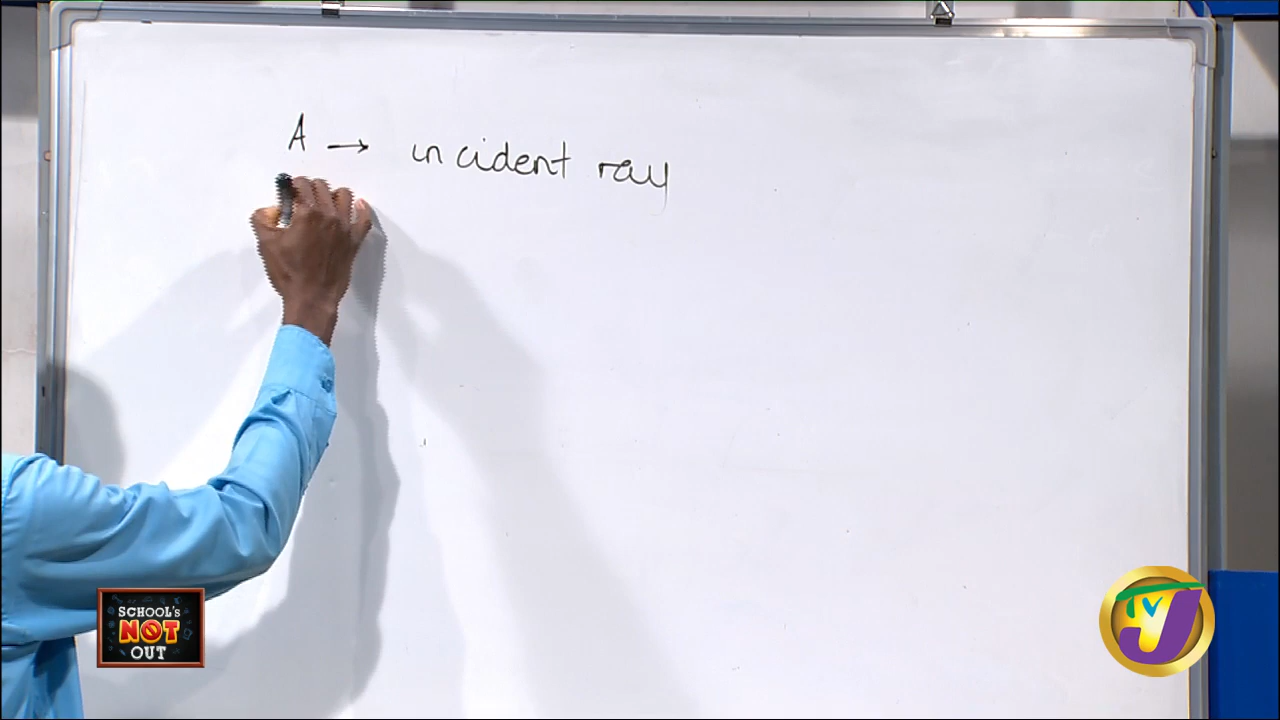 A → incident ray
SCHOOL'S
NOT
OUT
TVJ